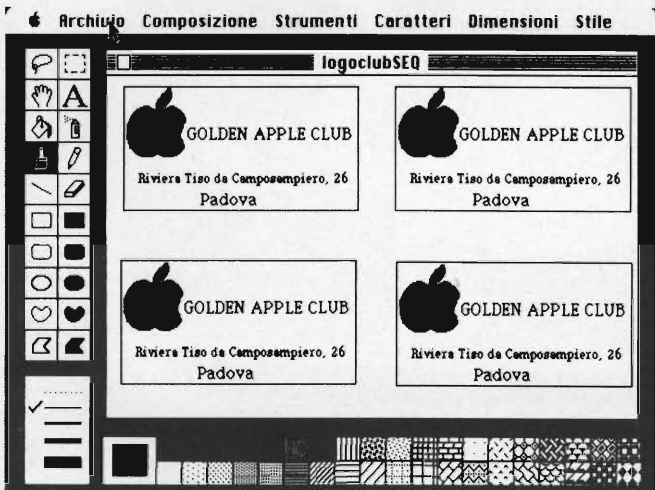 Archivio Composizione Strumenti Caratteri Dimensioni Stile
logoclubSEQ
A
GOLDEN APPLE CLUB
Riviera Tiso da Camposampiero, 26
Padova
GOLDEN APPLE CLUB
Riviera Tiso da Camposampiero, 26
Padova
GOLDEN APPLE CLUB
Riviera Tiso da Camposampiero, 26
Padova
GOLDEN APPLE CLUB
Riviera Tiso da Camposampiero, 26
Padova